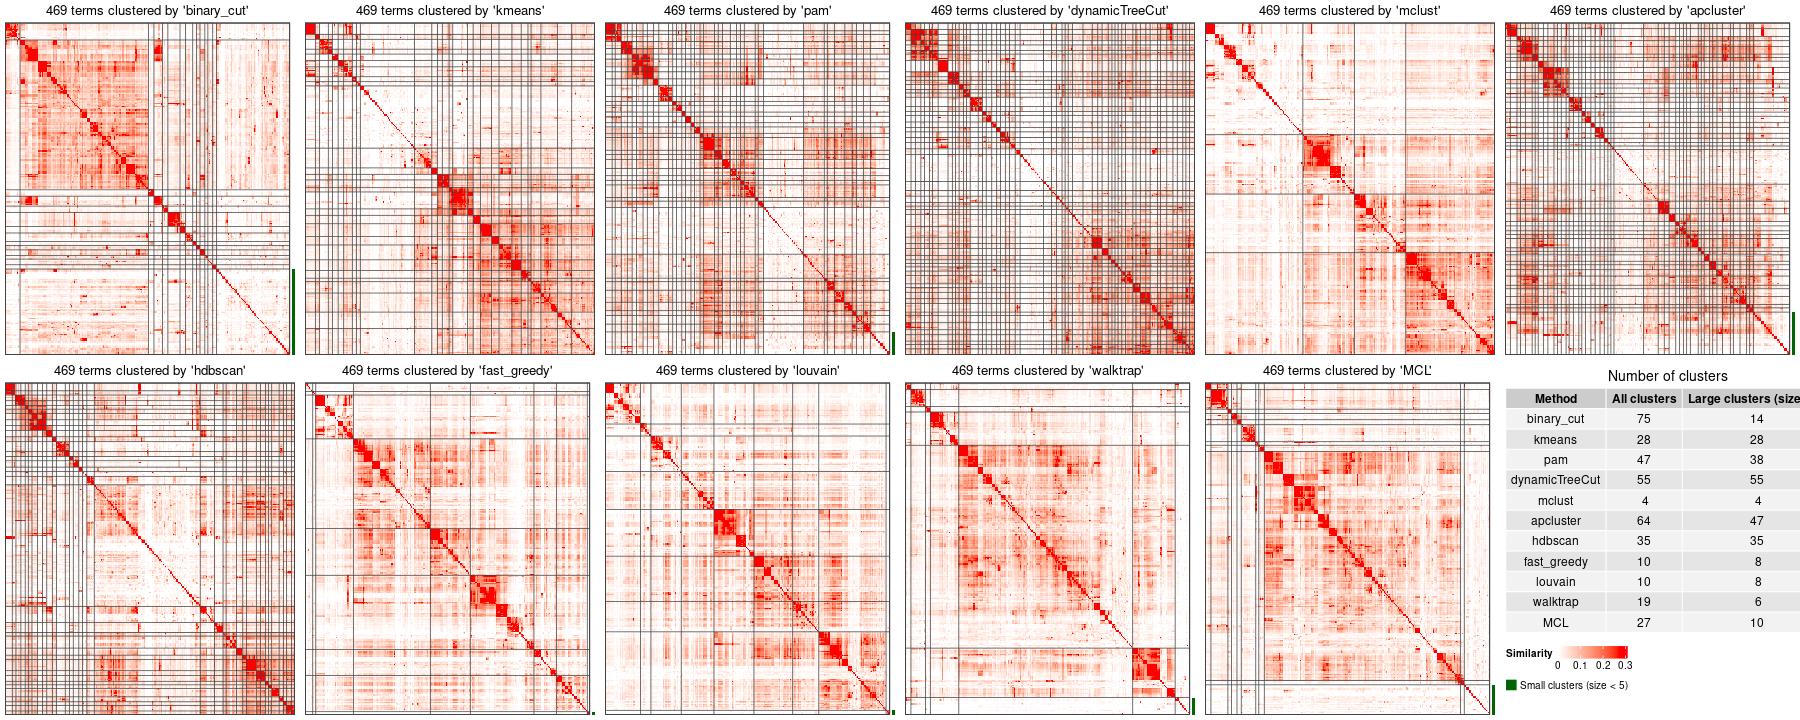 469 terms clustered by 'binary_cut'
469 terms clustered by 'kmeans'
469 terms clustered by 'pam'
469 terms clustered by 'dynamicTreeCut'
469 terms clustered by 'mclust'
469 terms clustered by 'apcluster'
469 terms clustered by 'hdbscan'
469 terms clustered by 'fast_greedy'
469 terms clustered by 'louvain'
469 terms clustered by 'walktrap'
469 terms clustered by 'MCL'
Number of clusters
Method All clusters Large clusters (size
binary_cut 75 14
kmeans 28 28
pam 47 38
dynamicTreeCut 55 55
mclust 4 4
apcluster 64 47
hdbscan 35 35
fast_greedy 10 8
louvain 10 8
walktrap 19 6
MCL 27 10
Similarity
0 0.1 0.2 0.3
Small clusters (size < 5)